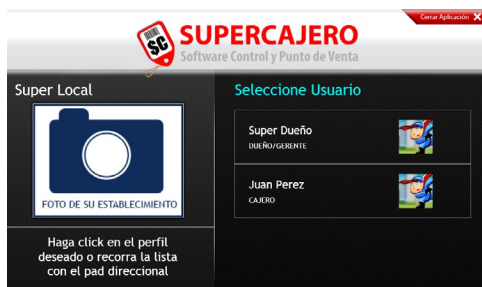 Cerrar Aplicación X
SC
SUPERCAJERO
Software Control y Punto de Venta
Super Local
FOTO DE SU ESTABLECIMIENTO
Haga click en el perfil
deseado o recorra la lista
con el pad direccional
Seleccione Usuario
Super Dueño
DUEÑO/GERENTE
Juan Perez
CAJERO